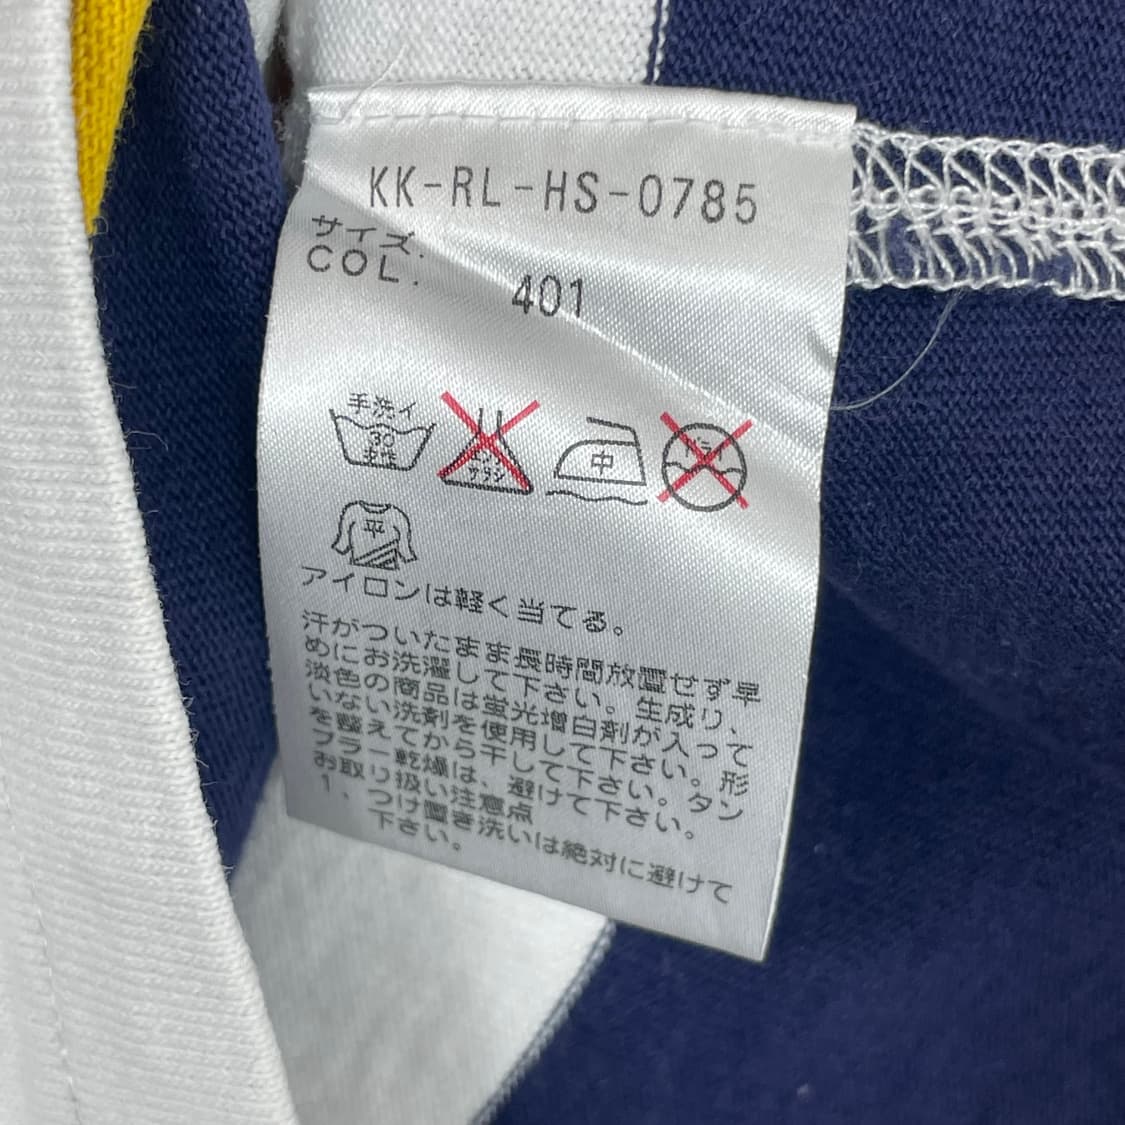 KK-RL-HS-0785
サイズ:
COL: 401
手洗イ
30
中性
エンソ
サラシ
中
ドライ
平
アイロンは軽く当てる。
汗がついたまま長時間放置せず早
めにお洗濯して下さい。生成り、
淡色の商品は蛍光増白剤が入って
いない洗剤を使用して下さい。形
を整えてから干して下さい。タン
ブラー乾燥は、避けて下さい。
お取り扱い注意点
1.つけ置き洗いは絶対に避けて
下さい。